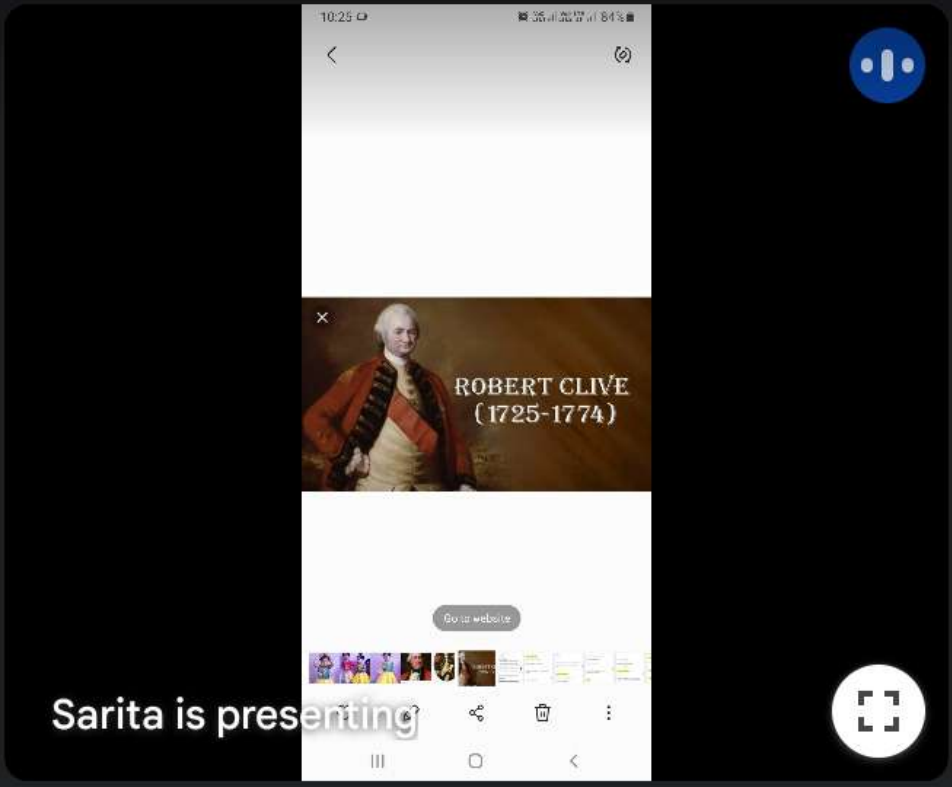 10:25
84%
ROBERT CLIVE
(1725-1774)
Go to website
Sarita is presenting